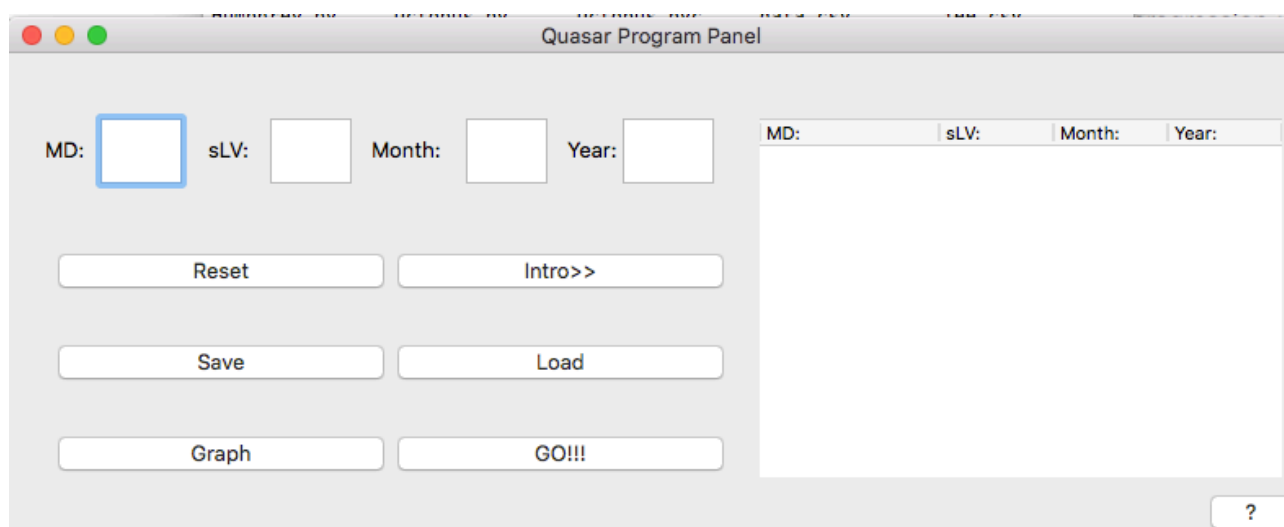 Quasar Program Panel
MD: sLV: Month: Year:
MD: sLV: Month: Year:
Reset Intro>>
Save Load
Graph GO!!!
?